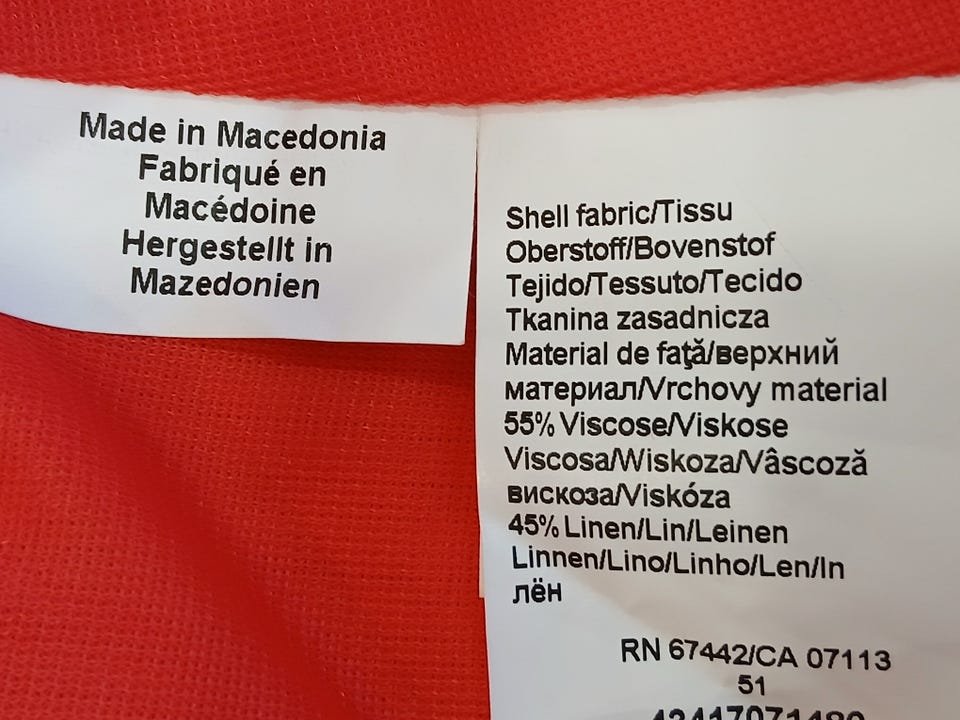 Made in Macedonia
Fabriqué en
Macédoine
Hergestellt in
Mazedonien
Shell fabric/Tissu
Oberstoff/Bovenstof
Tejido/Tessuto/Tecido
Tkanina zasadnicza
Material de faţă/верхний
материал/Vrchovy material
55% Viscose/Viskose
Viscosa/Wiskoza/Vâscoză
вискоза/Viskóza
45% Linen/Lin/Leinen
Linnen/Lino/Linho/Len/In
лён
RN 67442/CA 07113
51